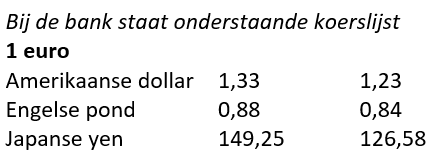 Bij de bank staat onderstaande koerslijst
1 euro
Amerikaanse dollar 1,33 1,23
Engelse pond 0,88 0,84
Japanse yen 149,25 126,58